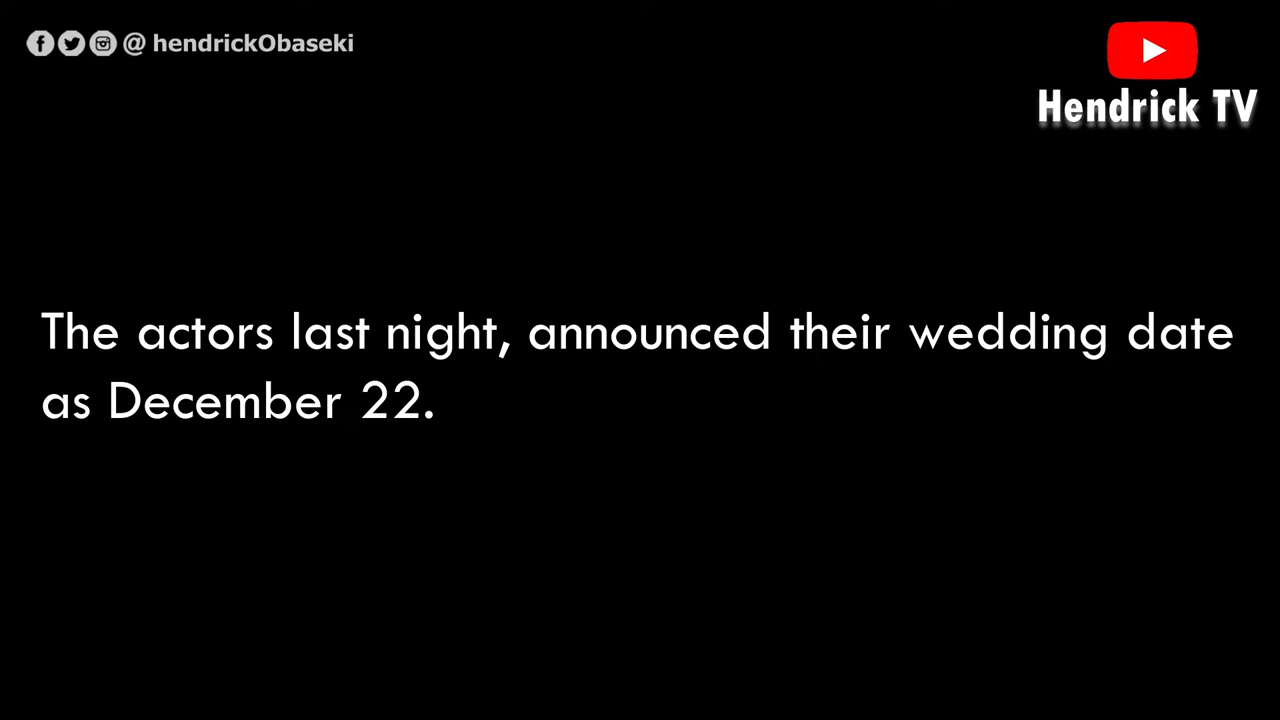 @ hendrickObaseki
Hendrick TV
The actors last night, announced their wedding date
as December 22.